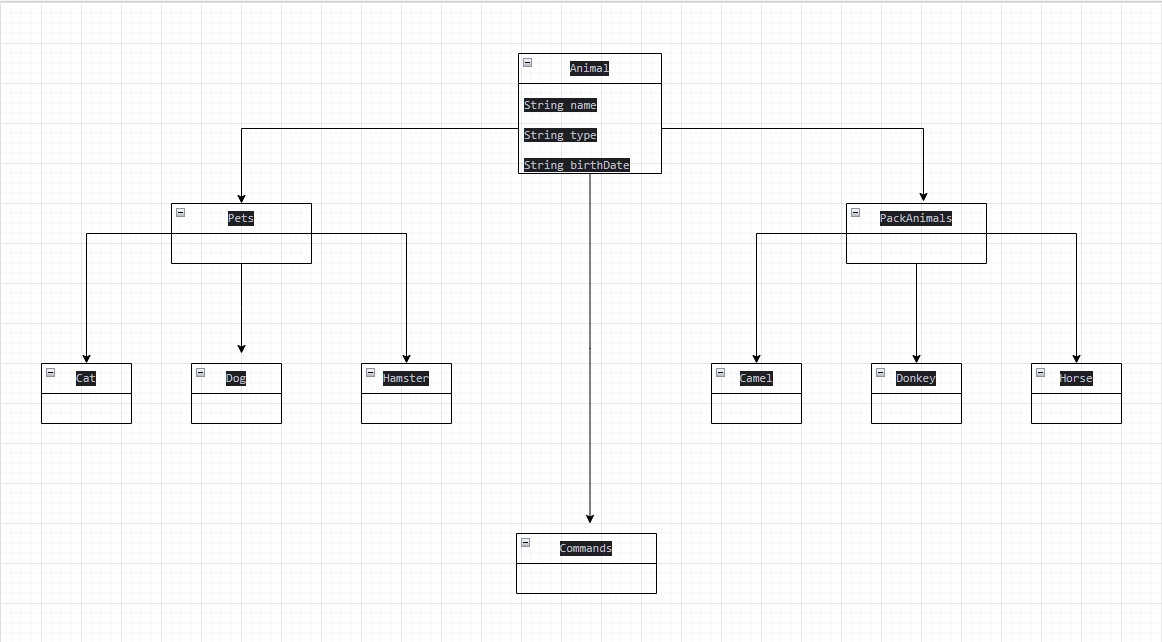 Animal
String name
String type
String birthDate
Pets
PackAnimals
Cat
Dog
Hamster
Camel
Donkey
Horse
Commands